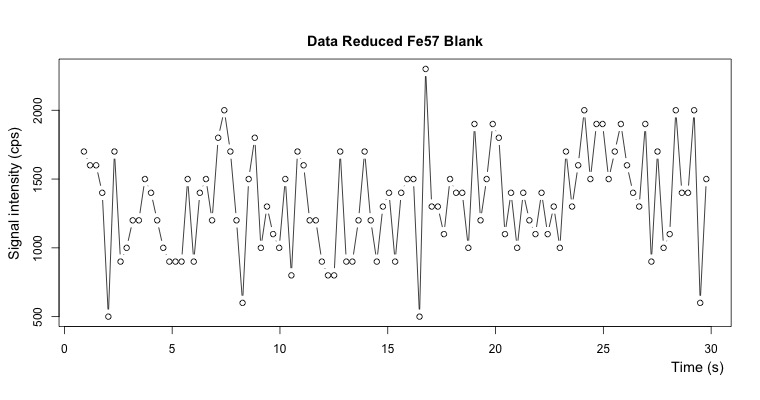 Data Reduced Fe57 Blank
Signal intensity (cps)
2000
1500
1000
500
0 5 10 15 20 25 30
Time (s)